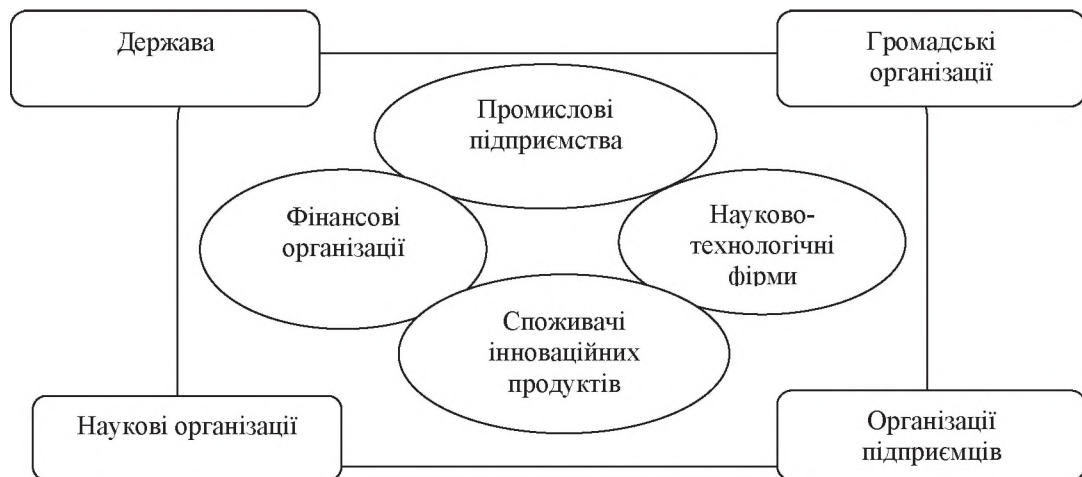 Держава
Громадські
організації
Промислові
підприємства
Фінансові
організації
Науково-
технологічні
фірми
Споживачі
інноваційних
продуктів
Наукові організації
Організації
підприємців